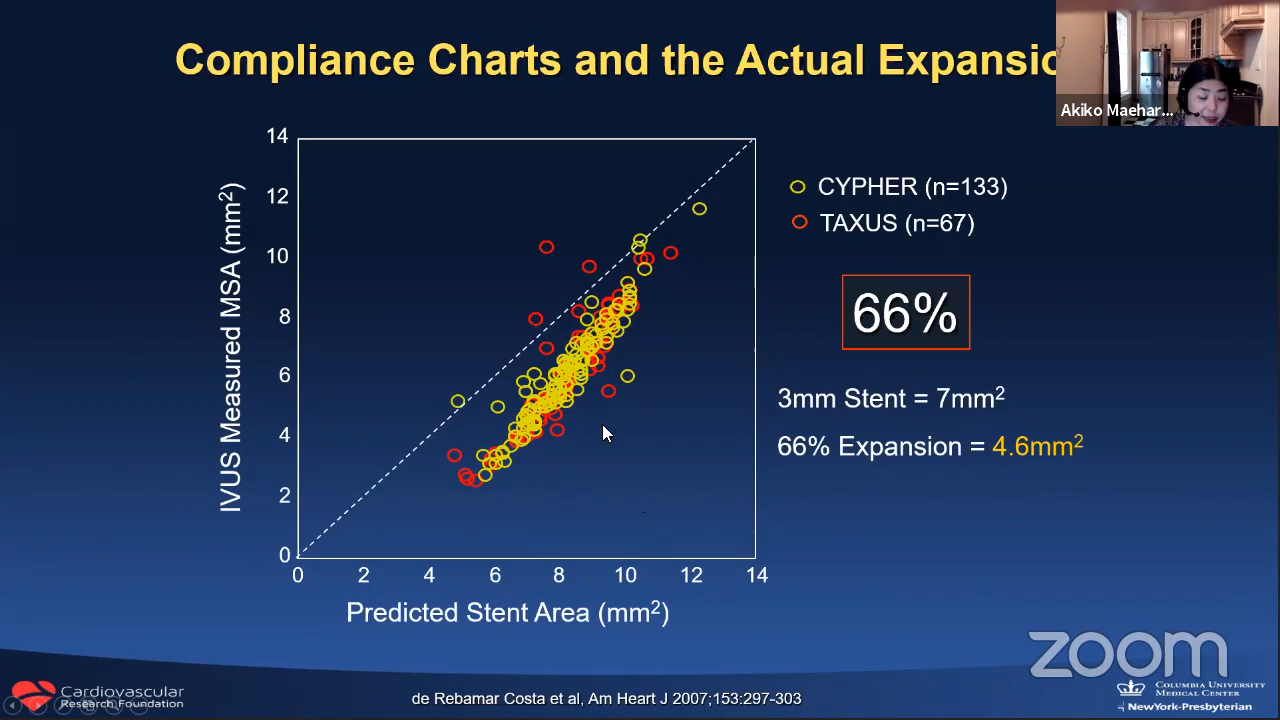 Compliance Charts and the Actual Expansio
Akiko Maehar...
14
12
10
8
6
4
2
0
IVUS Measured MSA (mm²)
0 2 4 6 8 10 12 14
Predicted Stent Area (mm²)
CYPHER (n=133)
TAXUS (n=67)
66%
3mm Stent = 7mm²
66% Expansion = 4.6mm²
zoom
Cardiovascular
Research Foundation
de Rebamar Costa et al, Am Heart J 2007;153:297-303
COLUMBIA UNIVERSITY
MEDICAL CENTER
NewYork-Presbyterian